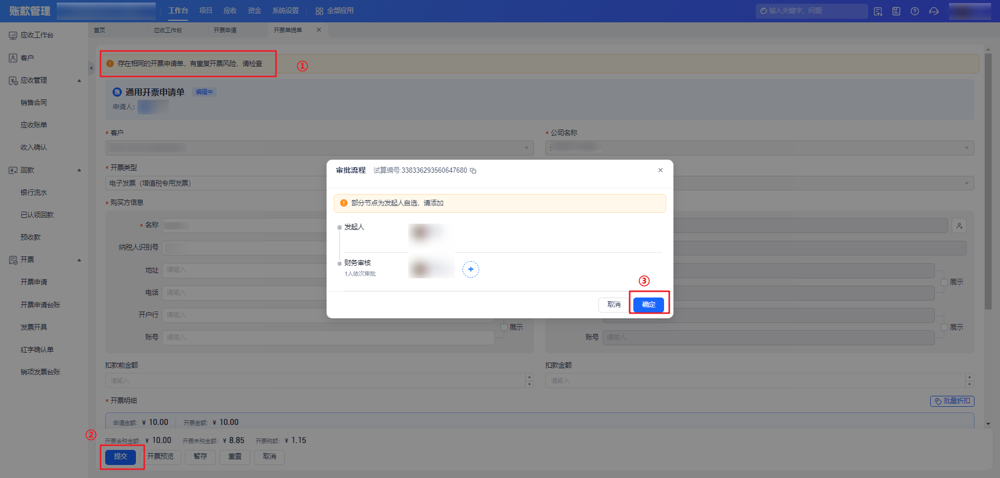 账款管理
工作台 项目 应收 资金 系统设置 全部应用
输入关键字、问题
首页 应收工作台 开票申请 开票单提单
应收工作台
客户
应收管理
销售合同
应收账单
收入确认
回款
银行流水
已认领回款
预收款
开票
开票申请
开票申请台账
发票开具
红字确认单
销项发票台账
存在相同的开票申请单，有重复开票风险，请检查
①
通用开票申请单 编辑中
申请人：
* 客户
* 公司名称
* 开票类型
电子发票（增值税专用发票）
* 购买方信息
* 名称
纳税人识别号
地址 请输入
电话 请输入
开户行 请输入
账号 请输入
展示
展示
展示
账号 请输入
审批流程 试算编号:338336293560647680
部分节点为发起人自选，请添加
发起人
财务审核
1人依次审批
③
取消 确定
扣款前金额
请输入
扣款金额
请输入
* 开票明细
批量折扣
申请金额： ¥ 10.00 开票金额： ¥ 10.00
②
开票含税金额： ¥ 10.00 开票未税金额： ¥ 8.85 开票税额： ¥ 1.15
提交 开票预览 暂存 重置 取消